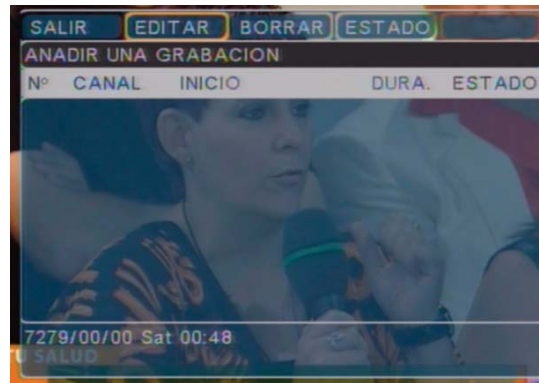 SALIR EDITAR BORRAR ESTADO
ANADIR UNA GRABACION
Nº CANAL INICIO DURA. ESTADO
7279/00/00 Sat 00:48
TU SALUD